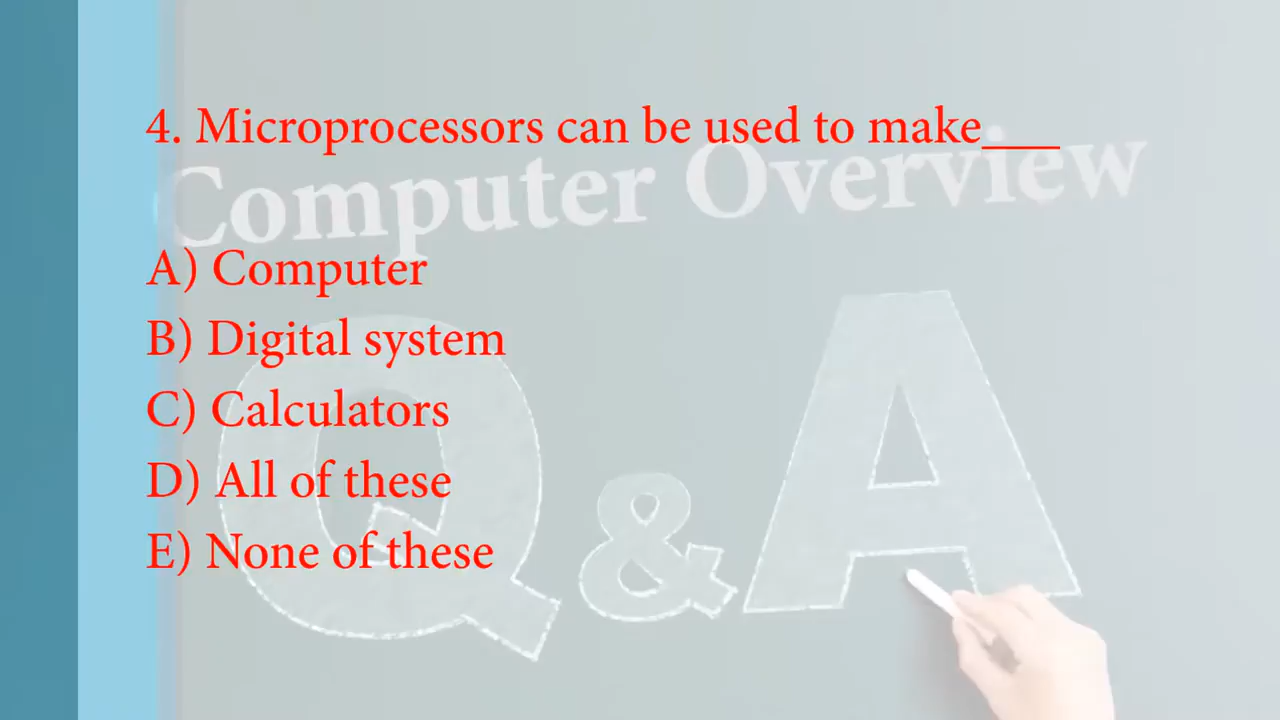 4. Microprocessors can be used to make___
Computer Overview
A) Computer
B) Digital system
C) Calculators
D) All of these
E) None of these
Q & A